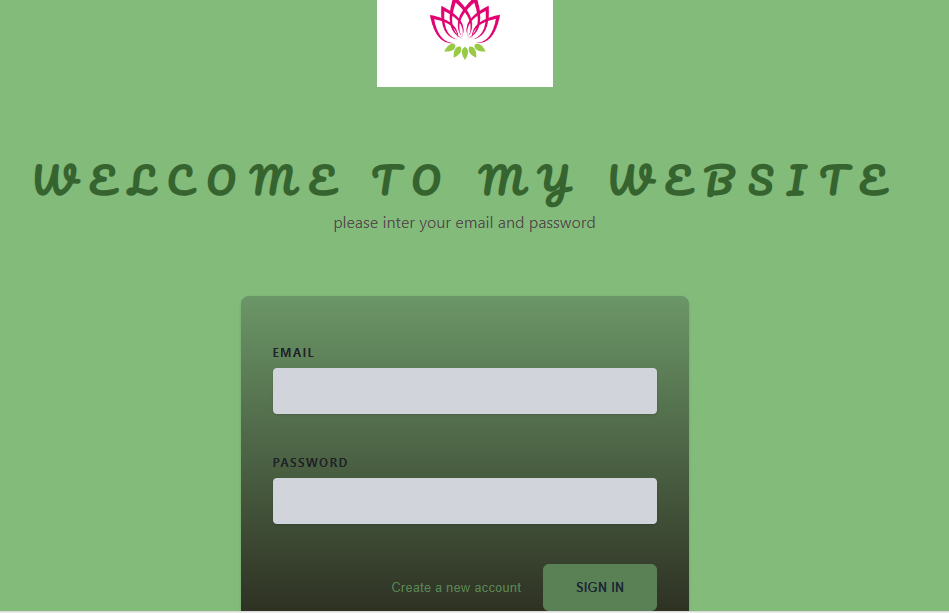 WELCOME TO MY WEBSITE
please inter your email and password
EMAIL
PASSWORD
Create a new account
SIGN IN